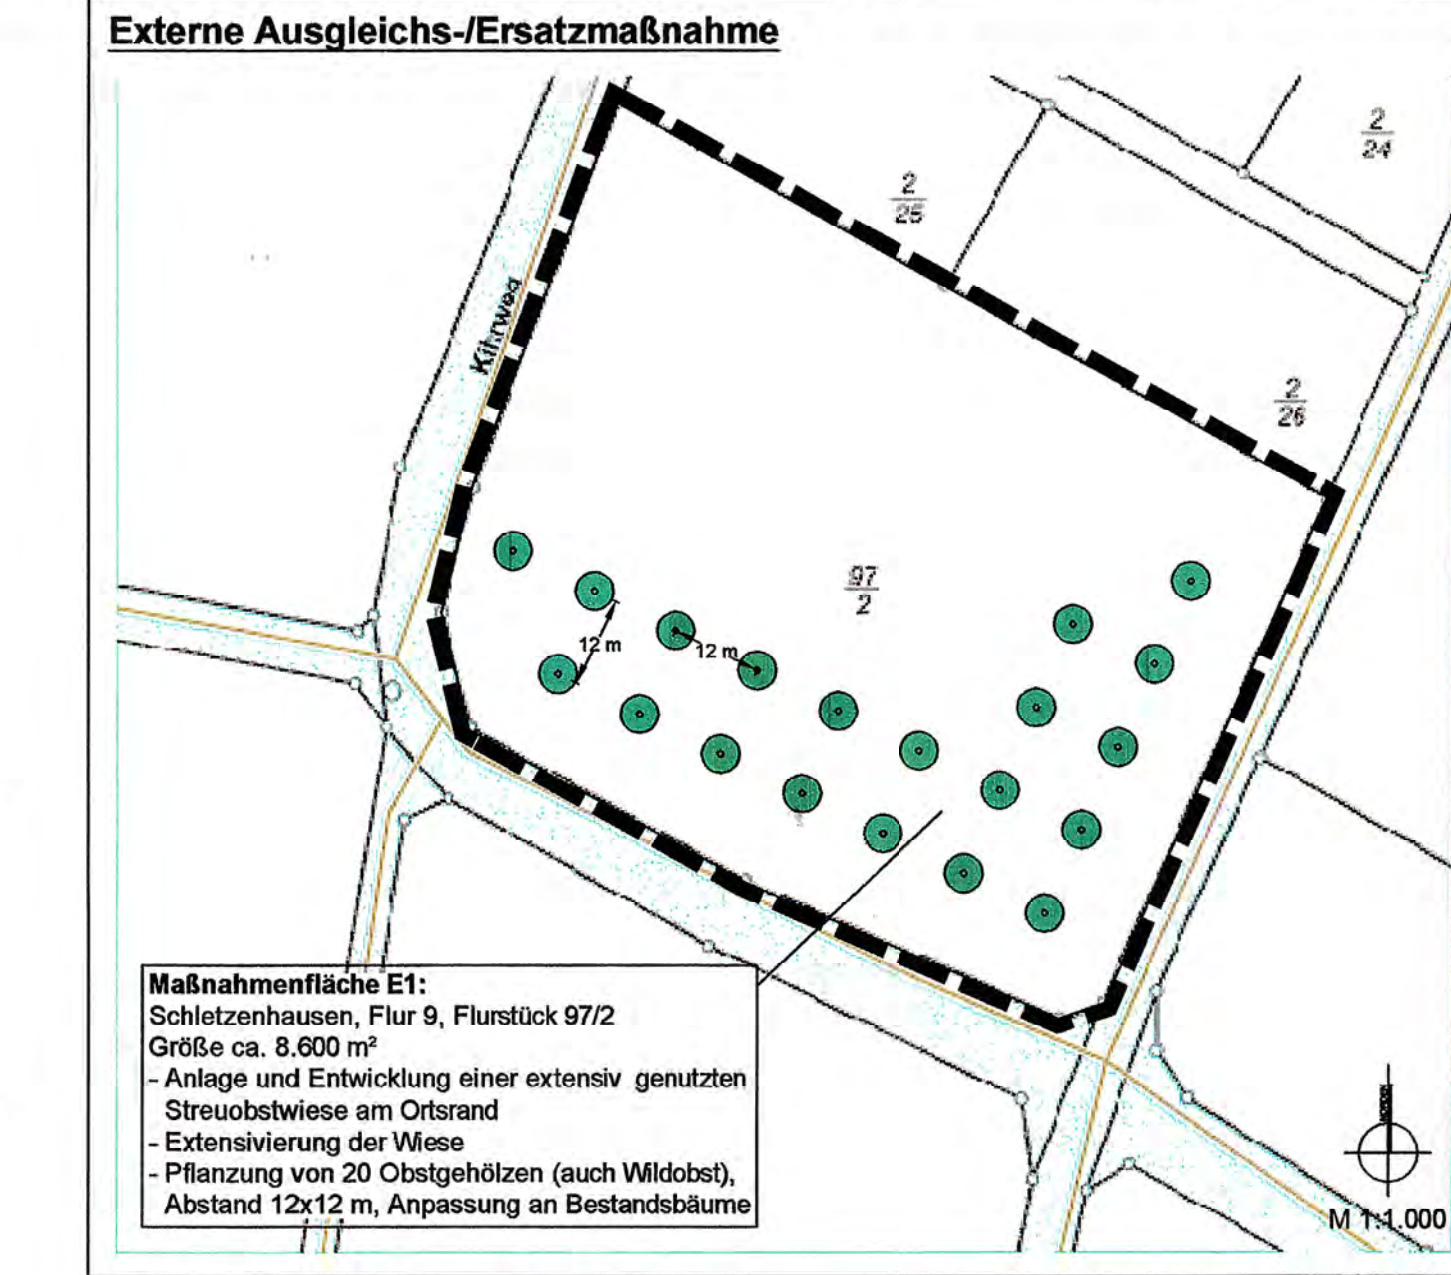 Externe Ausgleichs-/Ersatzmaßnahme
2
24
2
25
2
26
97
2
12 m
12 m
Maßnahmenfläche E1:
Schletzenhausen, Flur 9, Flurstück 97/2
Größe ca. 8.600 m²
- Anlage und Entwicklung einer extensiv genutzten
Streuobstwiese am Ortsrand
- Extensivierung der Wiese
- Pflanzung von 20 Obstgehölzen (auch Wildobst),
Abstand 12x12 m, Anpassung an Bestandsbäume
M 1:1.000